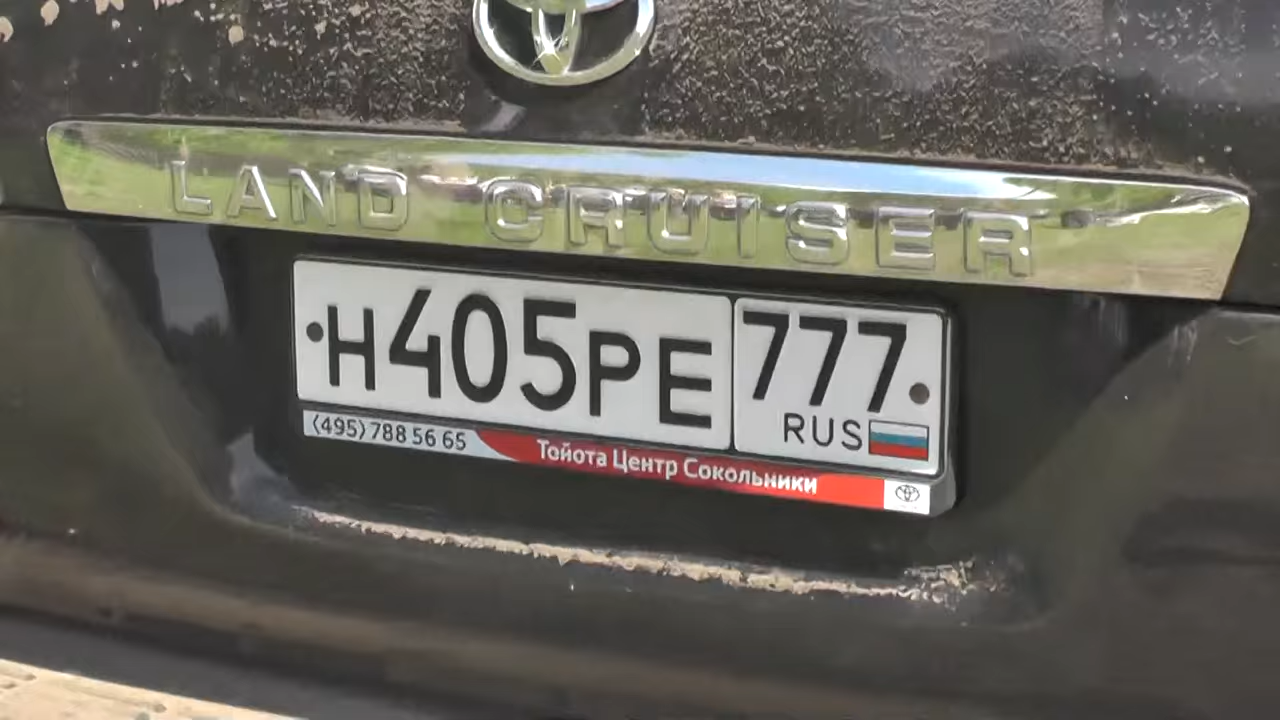 LAND CRUISER
Н405РЕ 777
RUS
(495) 788 56 65 Тойота Центр Сокольники